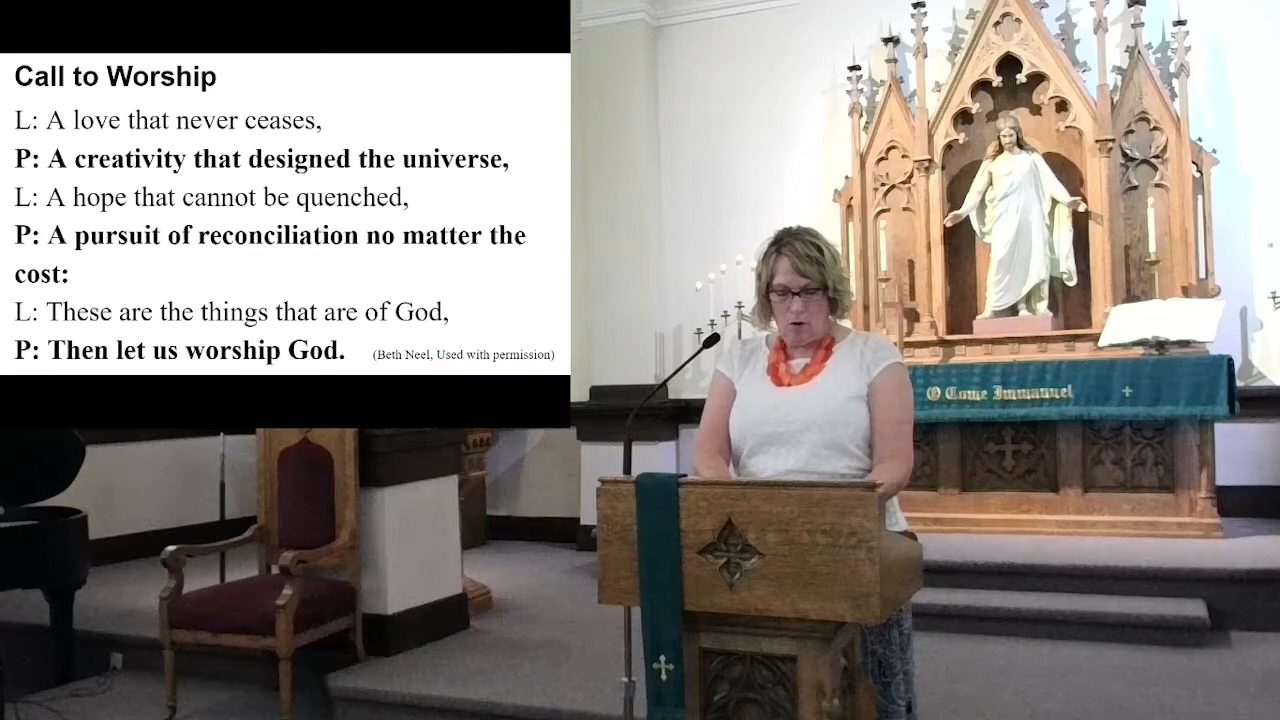 Call to Worship
L: A love that never ceases,
P: A creativity that designed the universe,
L: A hope that cannot be quenched,
P: A pursuit of reconciliation no matter the
cost:
L: These are the things that are of God,
P: Then let us worship God. (Beth Neel, Used with permission)
O Come Immanuel